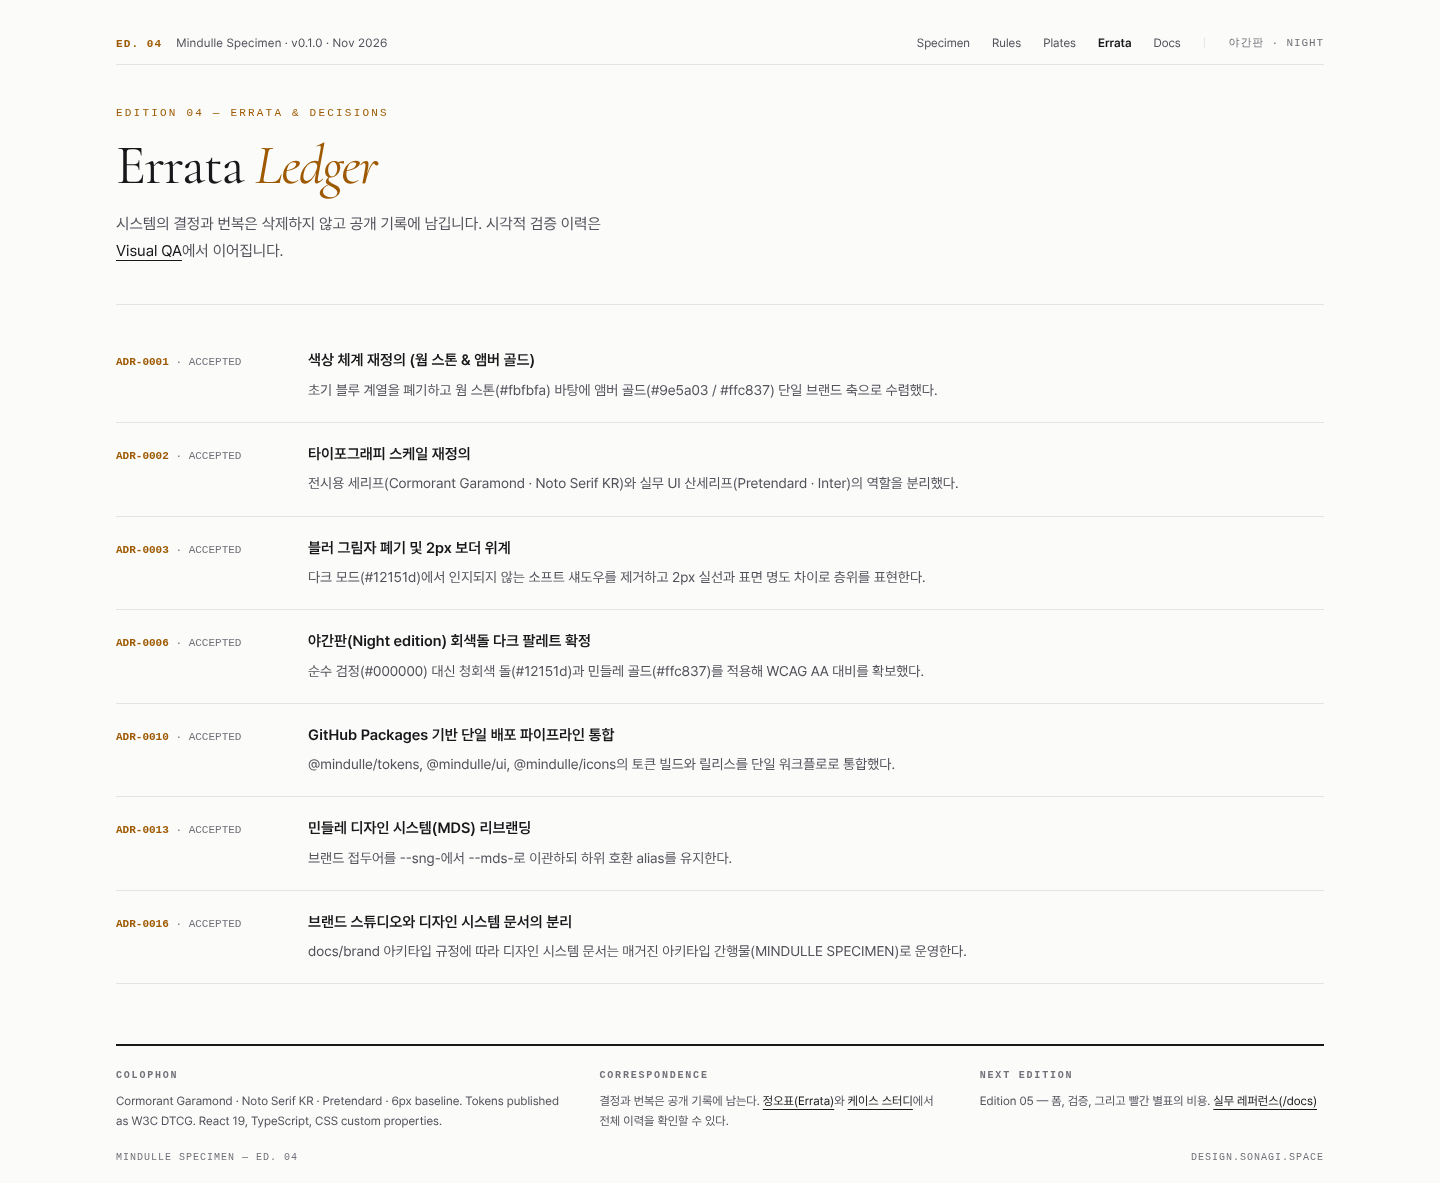 ED. 04 Mindulle Specimen · v0.1.0 · Nov 2026
Specimen Rules Plates Errata Docs 야간판 · NIGHT
EDITION 04 — ERRATA & DECISIONS
Errata Ledger
시스템의 결정과 번복은 삭제하지 않고 공개 기록에 남깁니다. 시각적 검증 이력은
Visual QA에서 이어집니다.
ADR-0001 · ACCEPTED
색상 체계 재정의 (웜 스톤 & 앰버 골드)
초기 블루 계열을 폐기하고 웜 스톤(#fbfbfa) 바탕에 앰버 골드(#9e5a03 / #ffc837) 단일 브랜드 축으로 수렴했다.
ADR-0002 · ACCEPTED
타이포그래피 스케일 재정의
전시용 세리프(Cormorant Garamond · Noto Serif KR)와 실무 UI 산세리프(Pretendard · Inter)의 역할을 분리했다.
ADR-0003 · ACCEPTED
블러 그림자 폐기 및 2px 보더 위계
다크 모드(#12151d)에서 인지되지 않는 소프트 섀도우를 제거하고 2px 실선과 표면 명도 차이로 층위를 표현한다.
ADR-0006 · ACCEPTED
야간판(Night edition) 회색돌 다크 팔레트 확정
순수 검정(#000000) 대신 청회색 돌(#12151d)과 민들레 골드(#ffc837)를 적용해 WCAG AA 대비를 확보했다.
ADR-0010 · ACCEPTED
GitHub Packages 기반 단일 배포 파이프라인 통합
@mindulle/tokens, @mindulle/ui, @mindulle/icons의 토큰 빌드와 릴리스를 단일 워크플로로 통합했다.
ADR-0013 · ACCEPTED
민들레 디자인 시스템(MDS) 리브랜딩
브랜드 접두어를 --sng-에서 --mds-로 이관하되 하위 호환 alias를 유지한다.
ADR-0016 · ACCEPTED
브랜드 스튜디오와 디자인 시스템 문서의 분리
docs/brand 아키타입 규정에 따라 디자인 시스템 문서는 매거진 아키타입 간행물(MINDULLE SPECIMEN)로 운영한다.
COLOPHON
Cormorant Garamond · Noto Serif KR · Pretendard · 6px baseline. Tokens published
as W3C DTCG. React 19, TypeScript, CSS custom properties.
CORRESPONDENCE
결정과 번복은 공개 기록에 남는다. 정오표(Errata)와 케이스 스터디에서
전체 이력을 확인할 수 있다.
NEXT EDITION
Edition 05 — 폼, 검증, 그리고 빨간 별표의 비용. 실무 레퍼런스(/docs)
MINDULLE SPECIMEN — ED. 04
DESIGN.SONAGI.SPACE